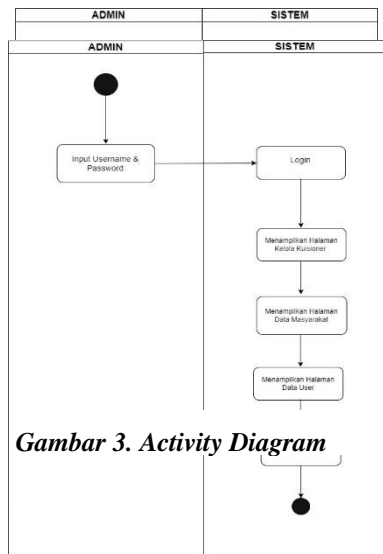 ADMIN SISTEM
ADMIN SISTEM
Input Username &
Password
Login
Menampilkan Halaman
Kelola Kuisioner
Menampilkan Halaman
Data Masyarakat
Menampilkan Halaman
Data User
Gambar 3. Activity Diagram